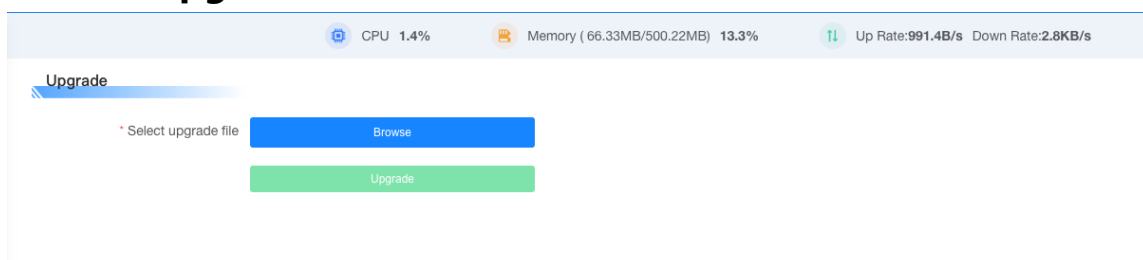 CPU 1.4% Memory ( 66.33MB/500.22MB) 13.3% Up Rate:991.4B/s Down Rate:2.8KB/s
Upgrade
* Select upgrade file Browse
Upgrade